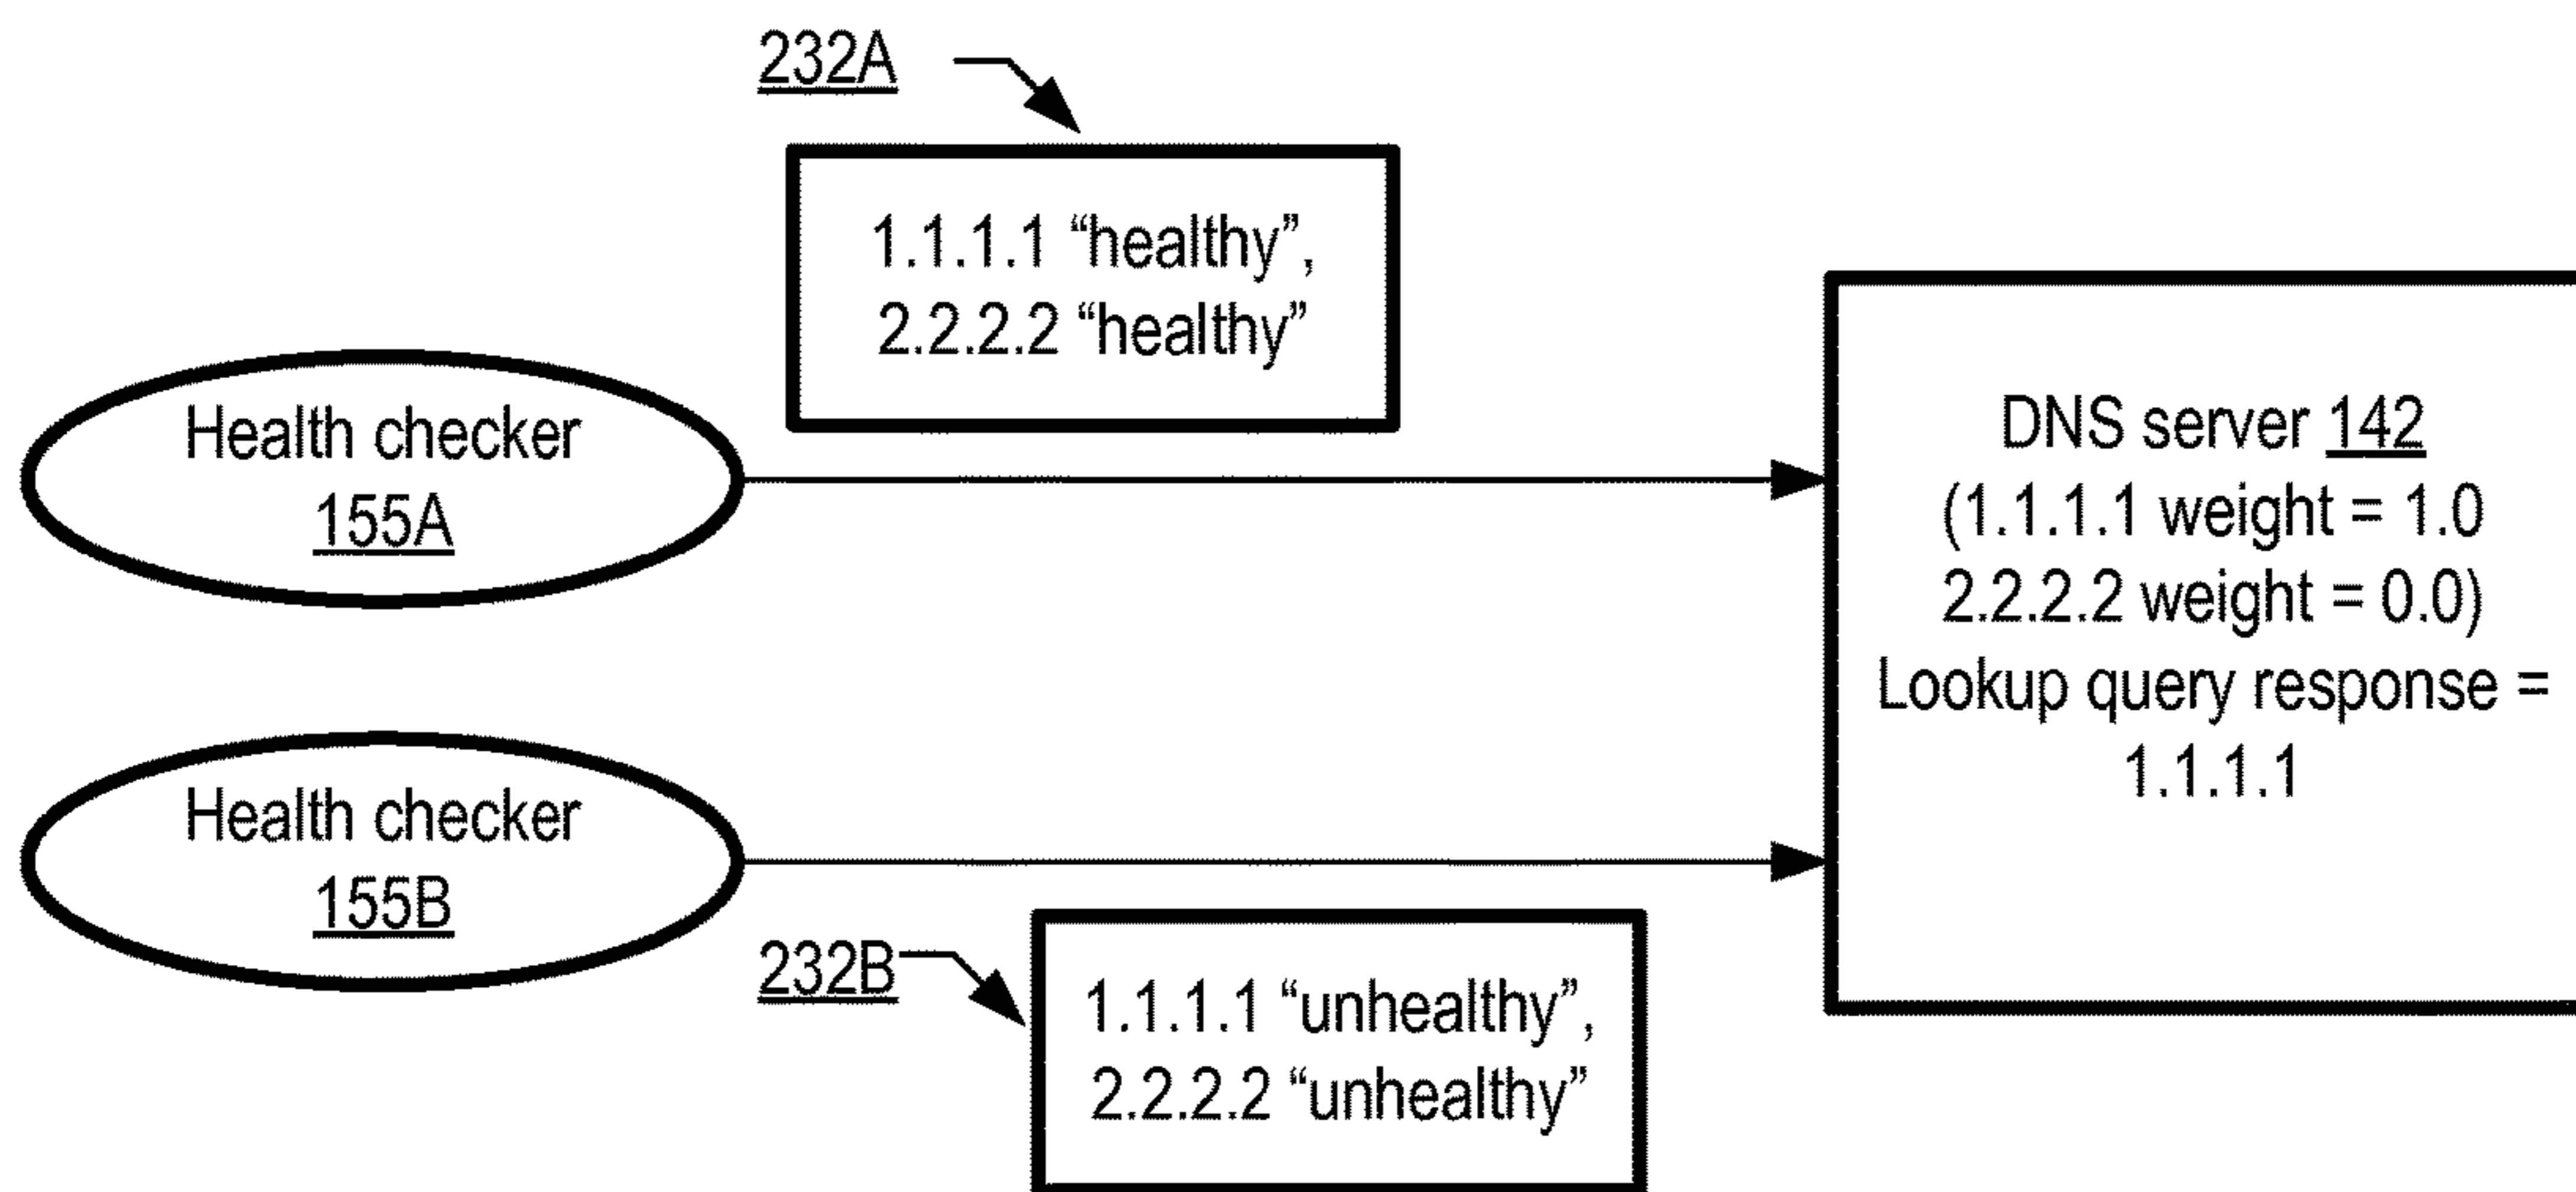 232A
1.1.1.1 “healthy”,
2.2.2.2 “healthy”
Health checker
155A
DNS server 142
(1.1.1.1 weight = 1.0
2.2.2.2 weight = 0.0)
Lookup query response =
1.1.1.1
Health checker
155B
232B
1.1.1.1 “unhealthy”,
2.2.2.2 “unhealthy”